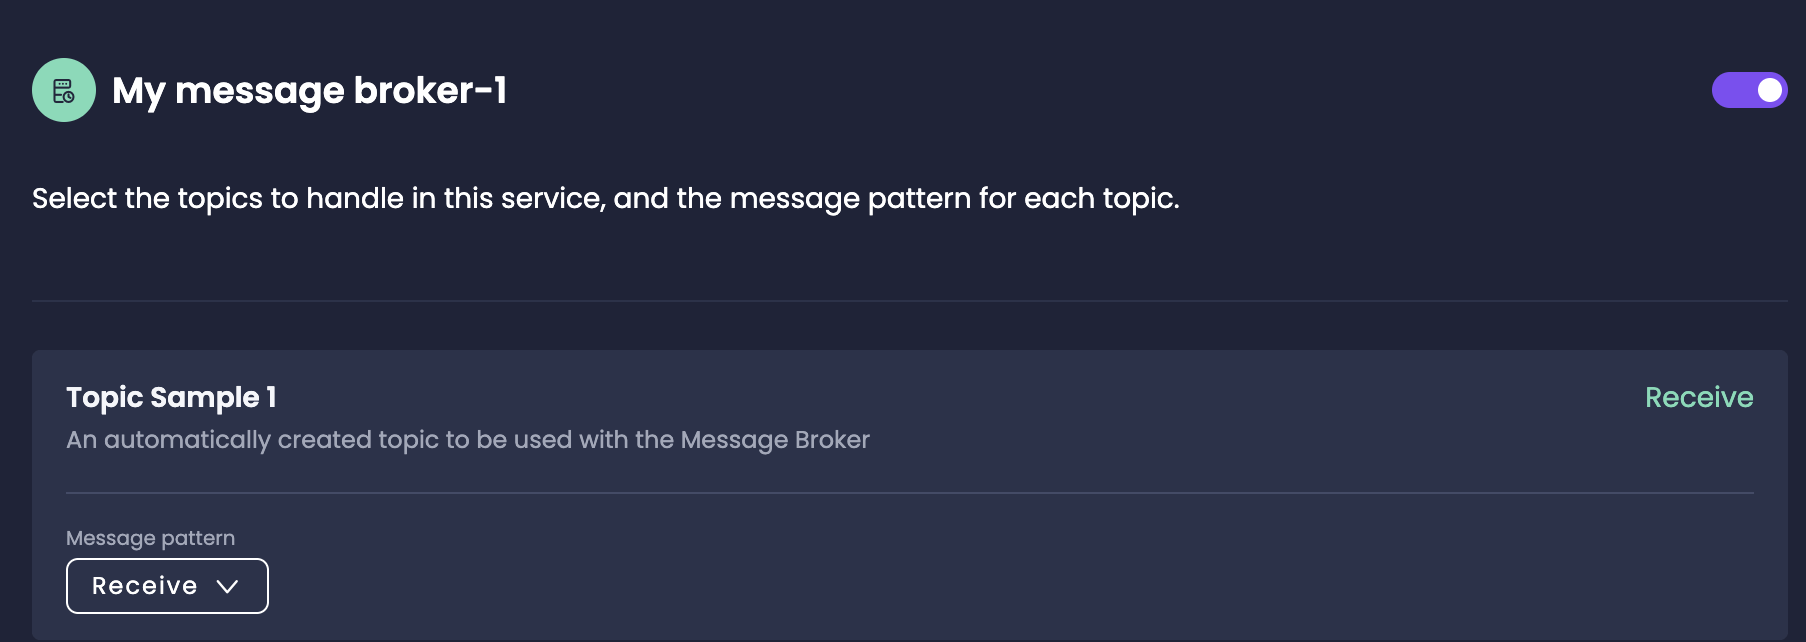 My message broker-1
Select the topics to handle in this service, and the message pattern for each topic.
Topic Sample 1
Receive
An automatically created topic to be used with the Message Broker
Message pattern
Receive